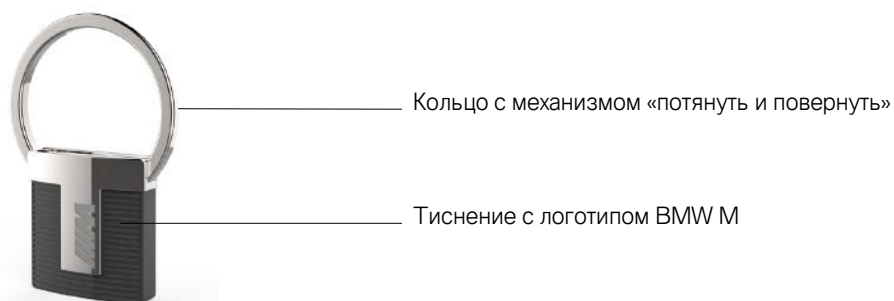 Кольцо с механизмом «потянуть и повернуть»
Тиснение с логотипом BMW M